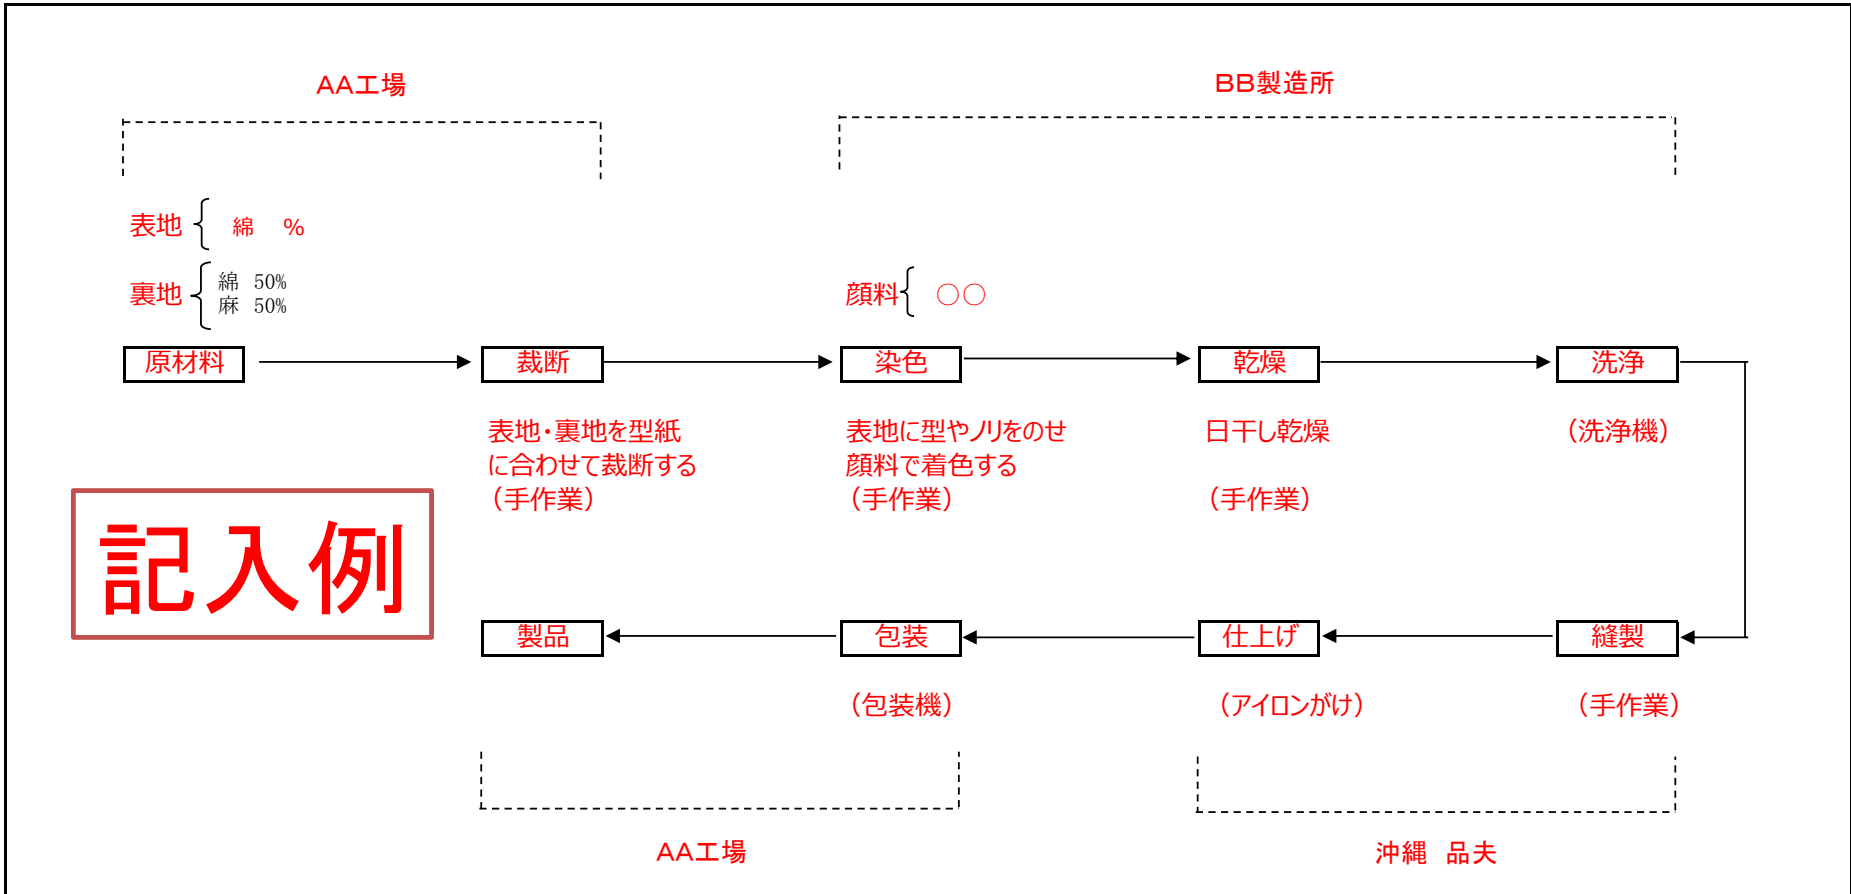 AA工場
BB製造所
表地 綿 %
裏地 綿 50%
麻 50%
顔料 ○○
原材料
裁断
染色
乾燥
洗浄
表地・裏地を型紙
に合わせて裁断する
(手作業)
表地に型やノリをのせ
顔料で着色する
(手作業)
日干し乾燥
(手作業)
(洗浄機)
記入例
製品
包装
仕上げ
縫製
(包装機)
(アイロンがけ)
(手作業)
AA工場
沖縄 品夫